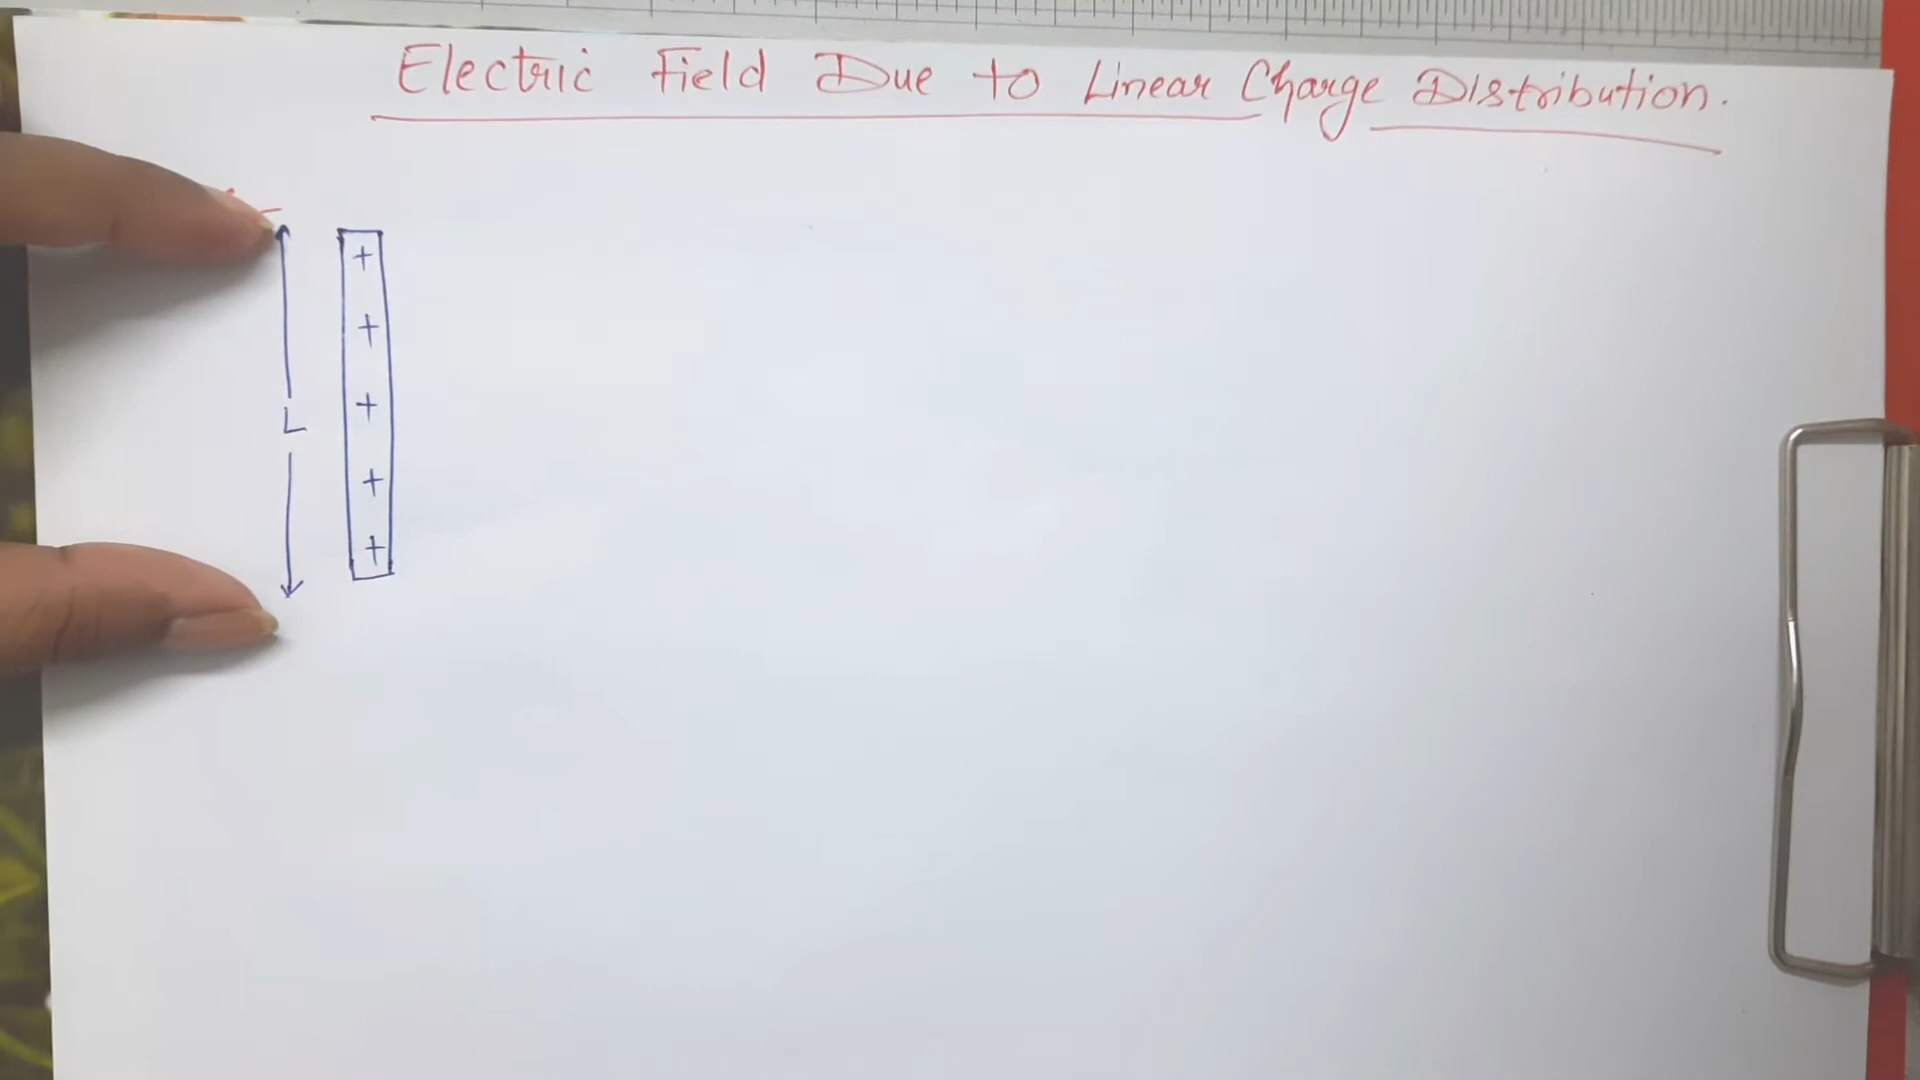 Electric Field Due to Linear Charge Distribution.
+
+
+
L
+
+